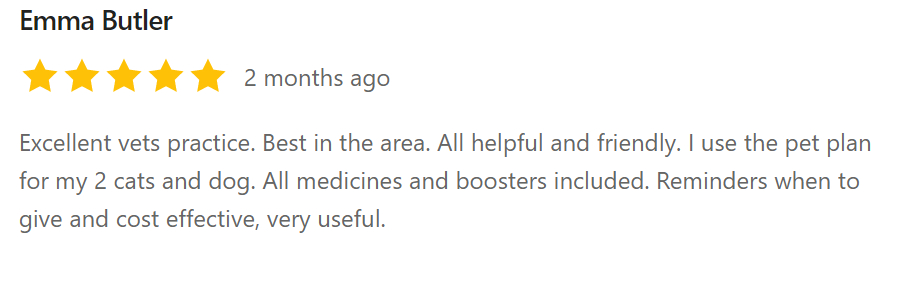 Emma Butler
2 months ago
Excellent vets practice. Best in the area. All helpful and friendly. I use the pet plan
for my 2 cats and dog. All medicines and boosters included. Reminders when to
give and cost effective, very useful.